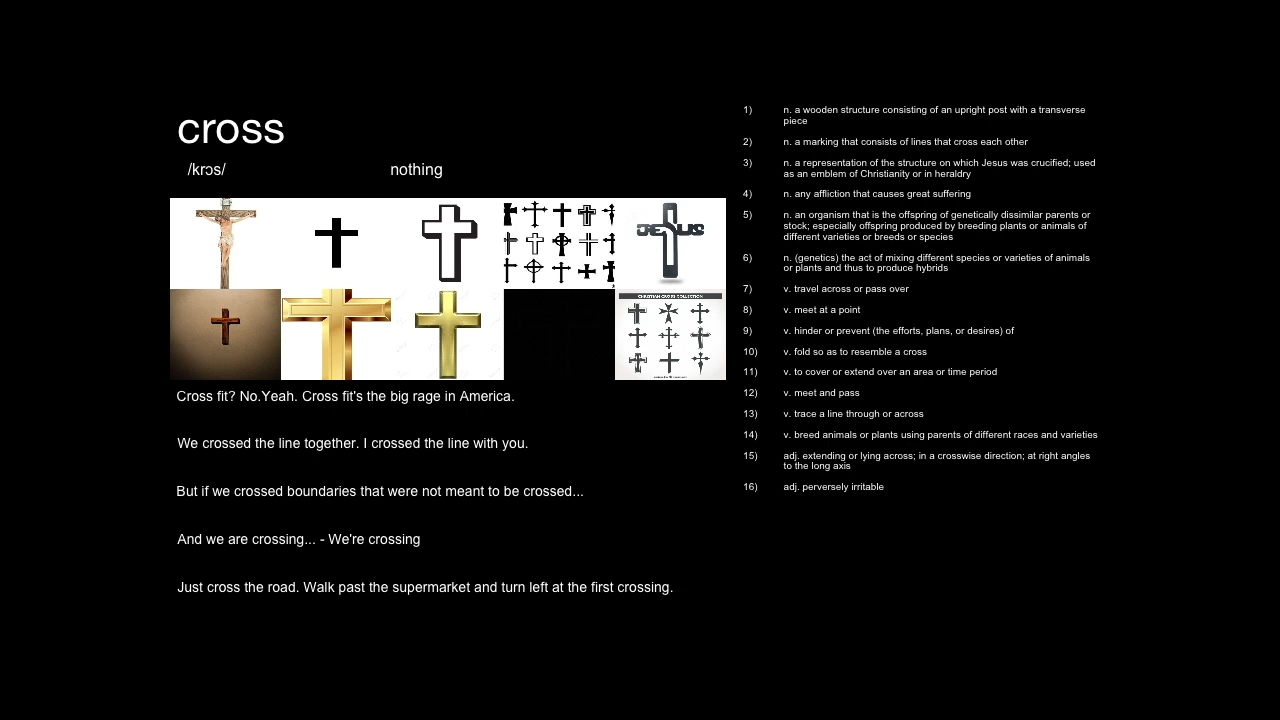 cross
/krɔs/
nothing
JESUS
CHRISTIAN CROSS COLLECTION
Cross fit? No.Yeah. Cross fit's the big rage in America.
We crossed the line together. I crossed the line with you.
But if we crossed boundaries that were not meant to be crossed...
And we are crossing... - We're crossing
Just cross the road. Walk past the supermarket and turn left at the first crossing.
1) n. a wooden structure consisting of an upright post with a transverse
piece
2) n. a marking that consists of lines that cross each other
3) n. a representation of the structure on which Jesus was crucified; used
as an emblem of Christianity or in heraldry
4) n. any affliction that causes great suffering
5) n. an organism that is the offspring of genetically dissimilar parents or
stock; especially offspring produced by breeding plants or animals of
different varieties or breeds or species
6) n. (genetics) the act of mixing different species or varieties of animals
or plants and thus to produce hybrids
7) v. travel across or pass over
8) v. meet at a point
9) v. hinder or prevent (the efforts, plans, or desires) of
10) v. fold so as to resemble a cross
11) v. to cover or extend over an area or time period
12) v. meet and pass
13) v. trace a line through or across
14) v. breed animals or plants using parents of different races and varieties
15) adj. extending or lying across; in a crosswise direction; at right angles
to the long axis
16) adj. perversely irritable